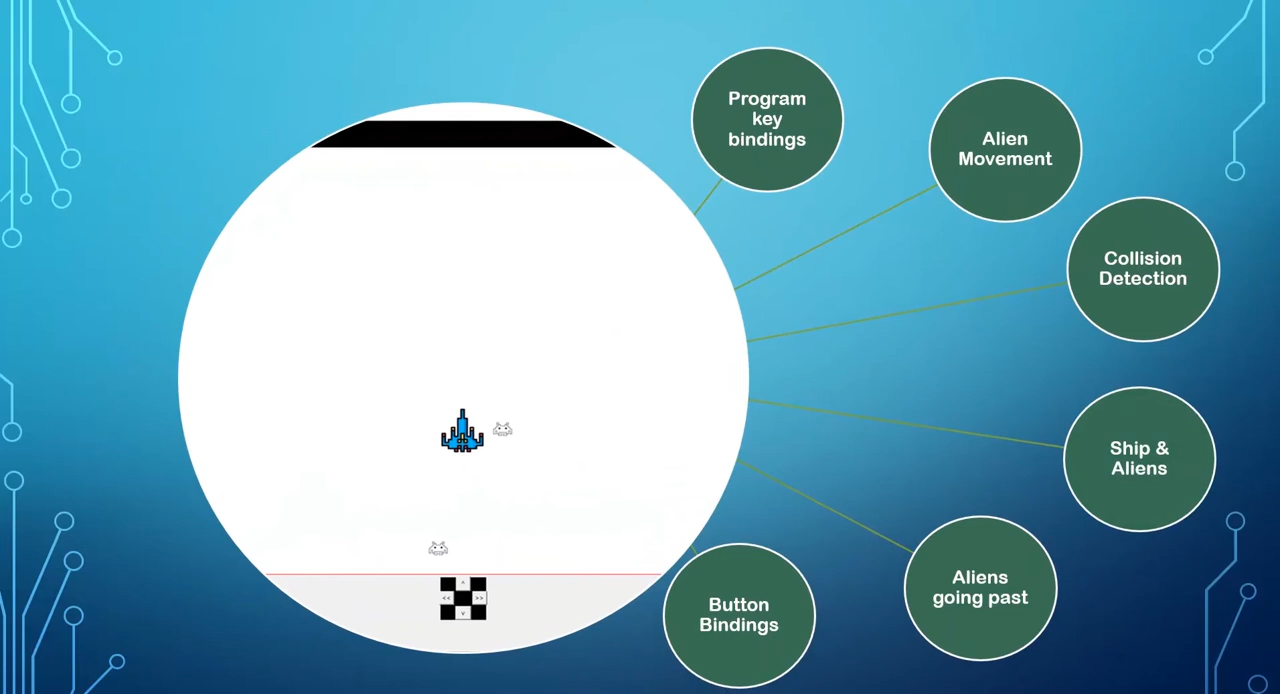 Program
key
bindings
Alien
Movement
Collision
Detection
Ship &
Aliens
Aliens
going past
Button
Bindings
^
<< >>
v